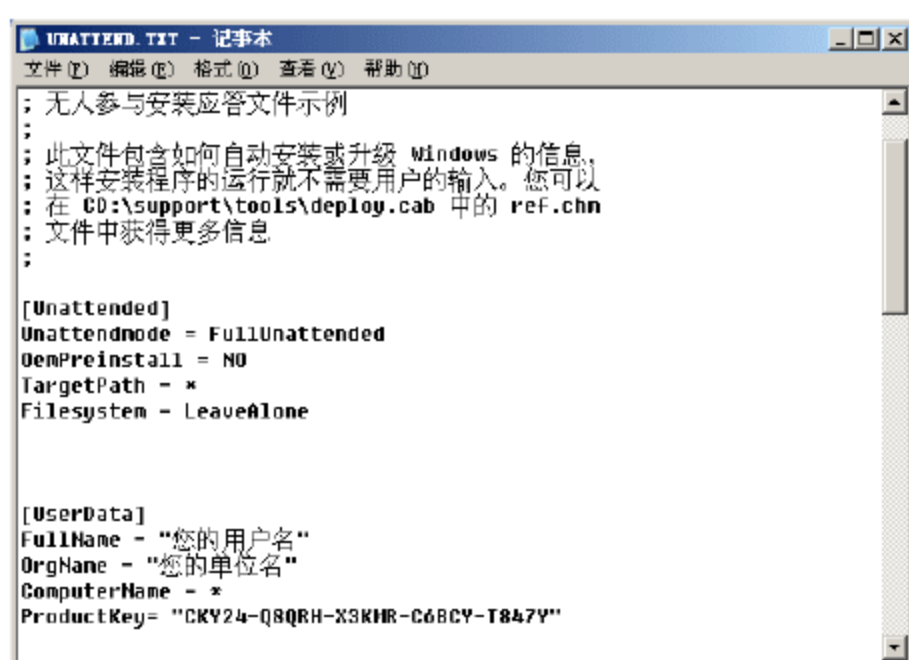 UNATTEND.TXT - 记事本
文件(F) 编辑(E) 格式(O) 查看(V) 帮助(H)
; 无人参与安装应答文件示例
;
; 此文件包含如何自动安装或升级 Windows 的信息,
; 这样安装程序的运行就不需要用户的输入。您可以
; 在 CD:\support\tools\deploy.cab 中的 ref.chm
; 文件中获得更多信息
;
[Unattended]
Unattendmode = FullUnattended
OemPreinstall = NO
TargetPath = *
Filesystem = LeaveAlone
[UserData]
FullName = "您的用户名"
OrgName = "您的单位名"
ComputerName = *
ProductKey= "CKY24-Q8QRH-X3KMR-C6BCY-T847Y"